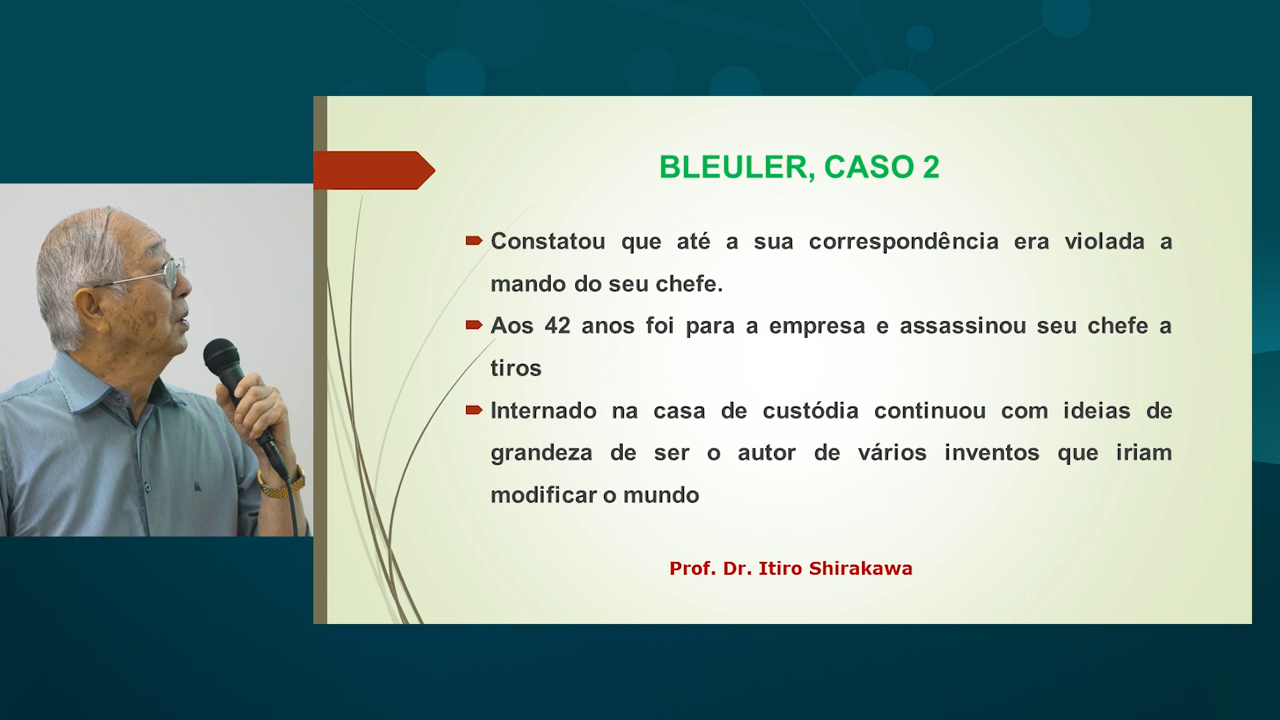 BLEULER, CASO 2
Constatou que até a sua correspondência era violada a
mando do seu chefe.
Aos 42 anos foi para a empresa e assassinou seu chefe a
tiros
Internado na casa de custódia continuou com ideias de
grandeza de ser o autor de vários inventos que iriam
modificar o mundo
Prof. Dr. Itiro Shirakawa